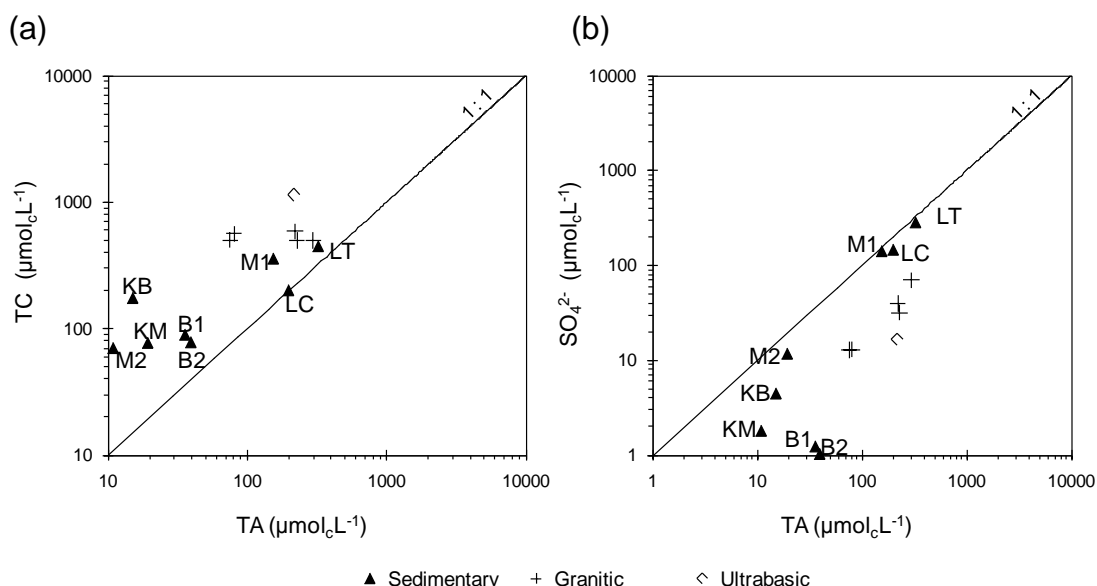 (a)
(b)
10000
1000
100
10
TC (µmolcL-1)
1:1
KB
KM
M2
B1
B2
M1
LC
LT
10
100
1000
10000
TA (µmolcL-1)
10000
1000
100
10
1
SO42- (µmolcL-1)
1:1
LT
M1
LC
M2
KB
KM
B1
B2
1
10
100
1000
10000
TA (µmolcL-1)
Sedimentary
Granitic
Ultrabasic